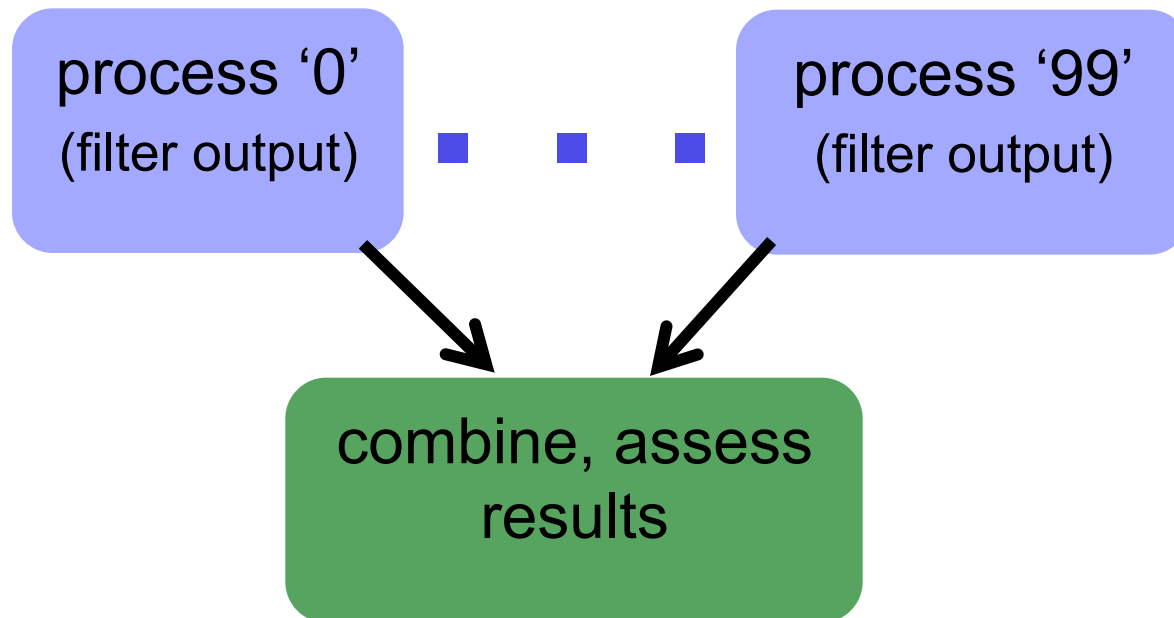 process ‘0’
(filter output)
process ‘99’
(filter output)
combine, assess
results